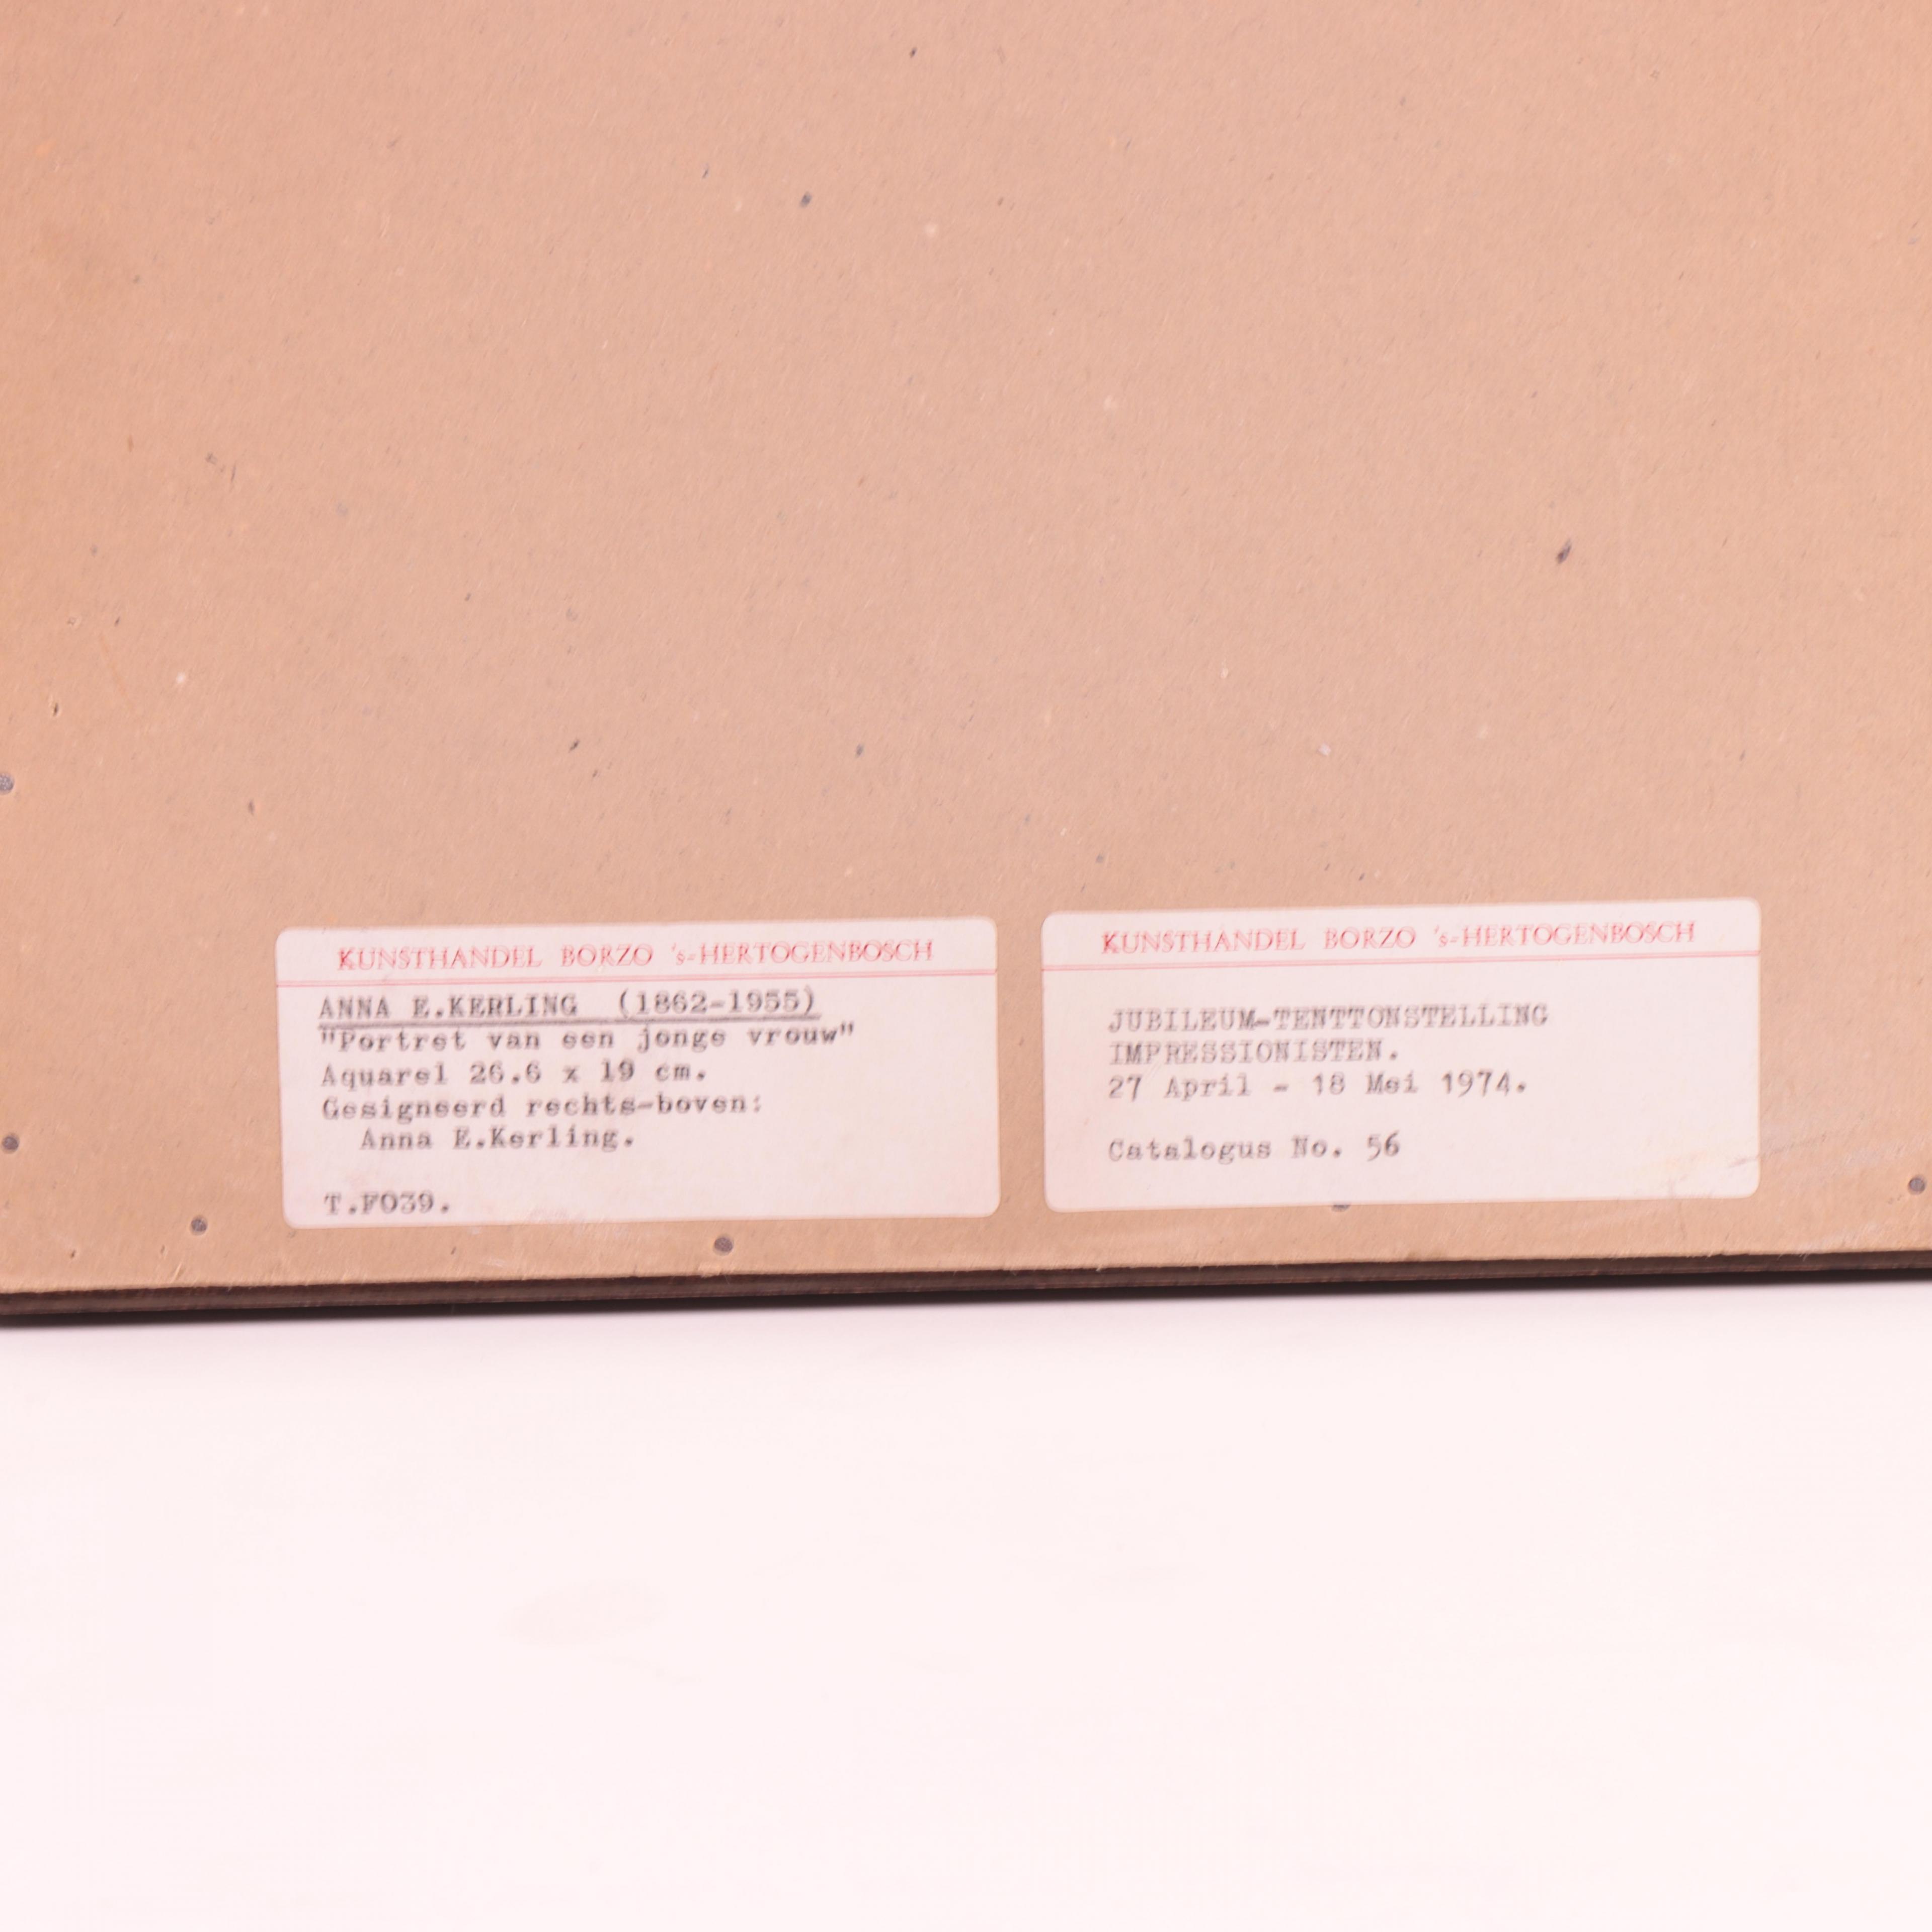 KUNSTHANDEL BORZO 's-HERTOGENBOSCH
ANNA E.KERLING (1862-1955)
"Portret van een jonge vrouw"
Aquarel 26.6 x 19 cm.
Gesigneerd rechts-boven:
Anna E.Kerling.
T.F039.
KUNSTHANDEL BORZO 's-HERTOGENBOSCH
JUBILEUM-TENTTONSTELLING
IMPRESSIONISTEN.
27 April - 18 Mei 1974.
Catalogus No. 56